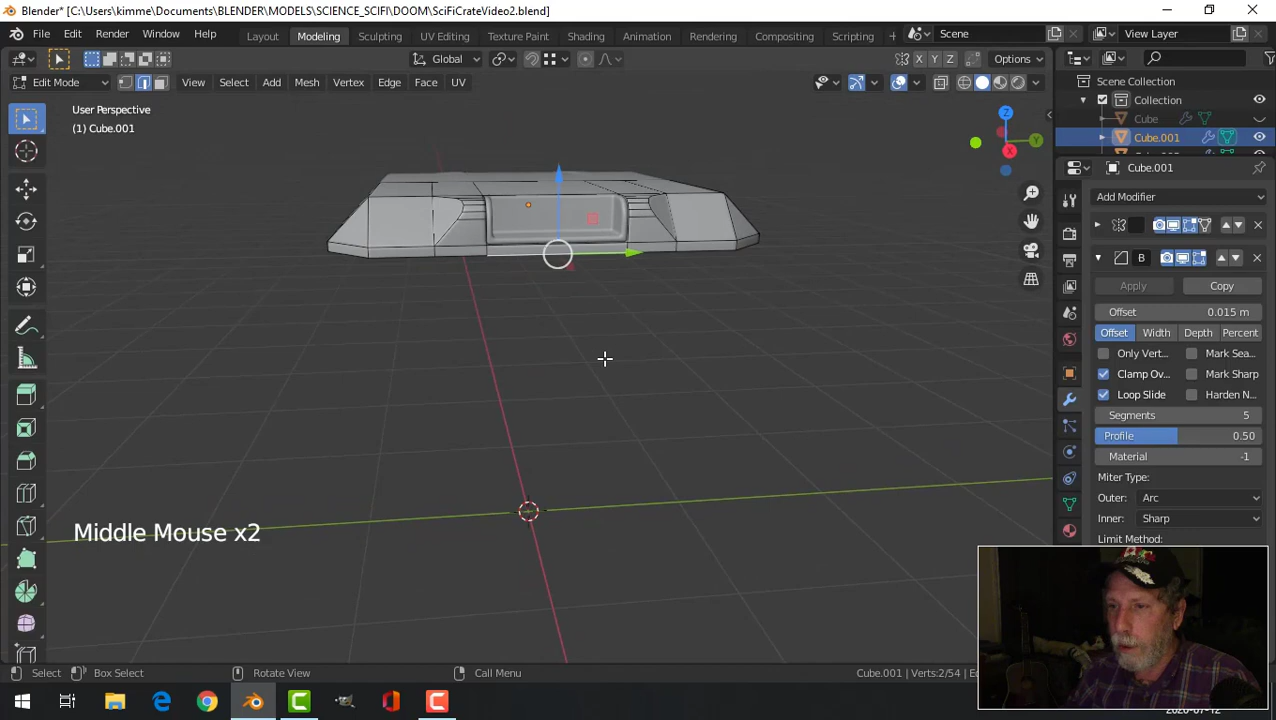 Blender* [C:\Users\kimme\Documents\BLENDER\MODELS\SCIENCE_SCIFI\DOOM\SciFiCrateVideo2.blend]
File Edit Render Window Help Layout Modeling Sculpting UV Editing Texture Paint Shading Animation Rendering Compositing Scripting + Scene View Layer
Global X Y Z Options
Edit Mode View Select Add Mesh Vertex Edge Face UV
Scene Collection
Collection
Cube
Cube.001
User Perspective
(1) Cube.001
Z
Y
X
Cube.001
Add Modifier
B
Apply Copy
Offset 0.015 m
Offset Width Depth Percent
Only Vert... Mark Sea...
Clamp Ov... Mark Sharp
Loop Slide Harden N...
Segments 5
Profile 0.50
Material -1
Miter Type:
Outer: Arc
Inner: Sharp
Limit Method:
Middle Mouse x2
Select Box Select Rotate View Call Menu Cube.001 | Verts:2/54 |